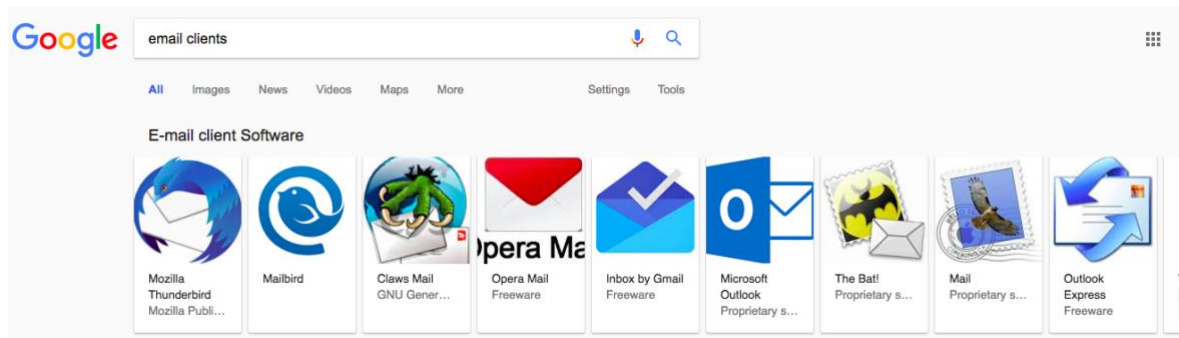 Google
email clients
All Images News Videos Maps More Settings Tools
E-mail client Software
Opera Ma
Mozilla
Thunderbird
Mozilla Publi...
Mailbird
Claws Mail
GNU Gener...
Opera Mail
Freeware
Inbox by Gmail
Freeware
Microsoft
Outlook
Proprietary s...
The Bat!
Proprietary s...
Mail
Proprietary s...
Outlook
Express
Freeware